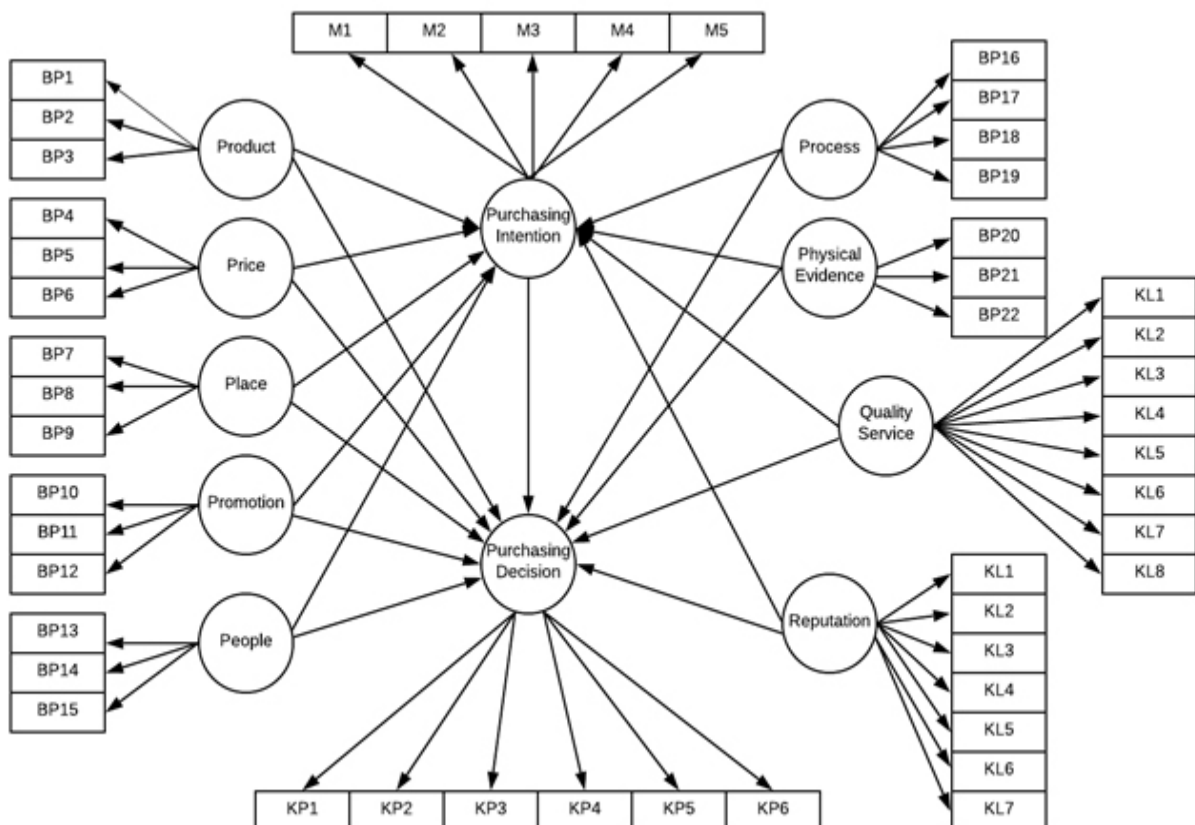 M1
M2
M3
M4
M5
BP1
BP2
BP3
Product
BP4
BP5
BP6
Price
BP7
BP8
BP9
Place
BP10
BP11
BP12
Promotion
BP13
BP14
BP15
People
Purchasing
Intention
Purchasing
Decision
Process
BP16
BP17
BP18
BP19
Physical
Evidence
BP20
BP21
BP22
Quality
Service
KL1
KL2
KL3
KL4
KL5
KL6
KL7
KL8
Reputation
KL1
KL2
KL3
KL4
KL5
KL6
KL7
KP1
KP2
KP3
KP4
KP5
KP6